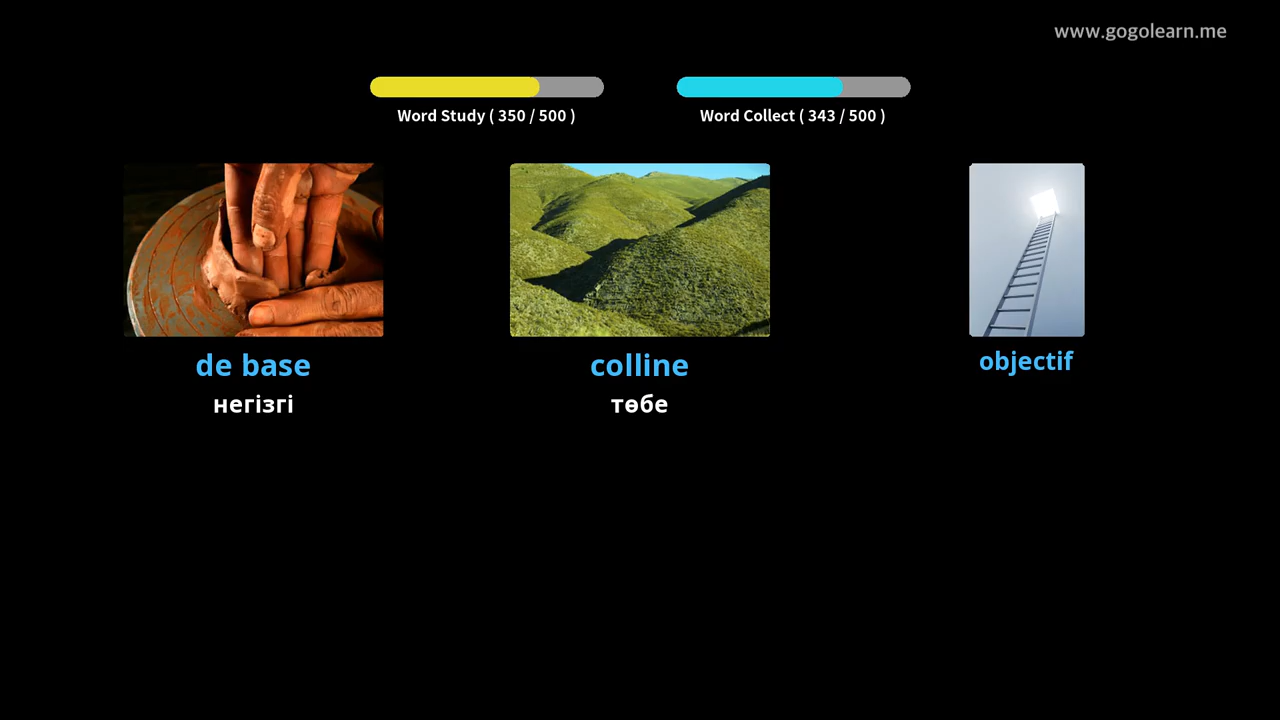 www.gogolearn.me
Word Study ( 350 / 500 )
Word Collect ( 343 / 500 )
de base
colline
objectif
негізгі
төбе